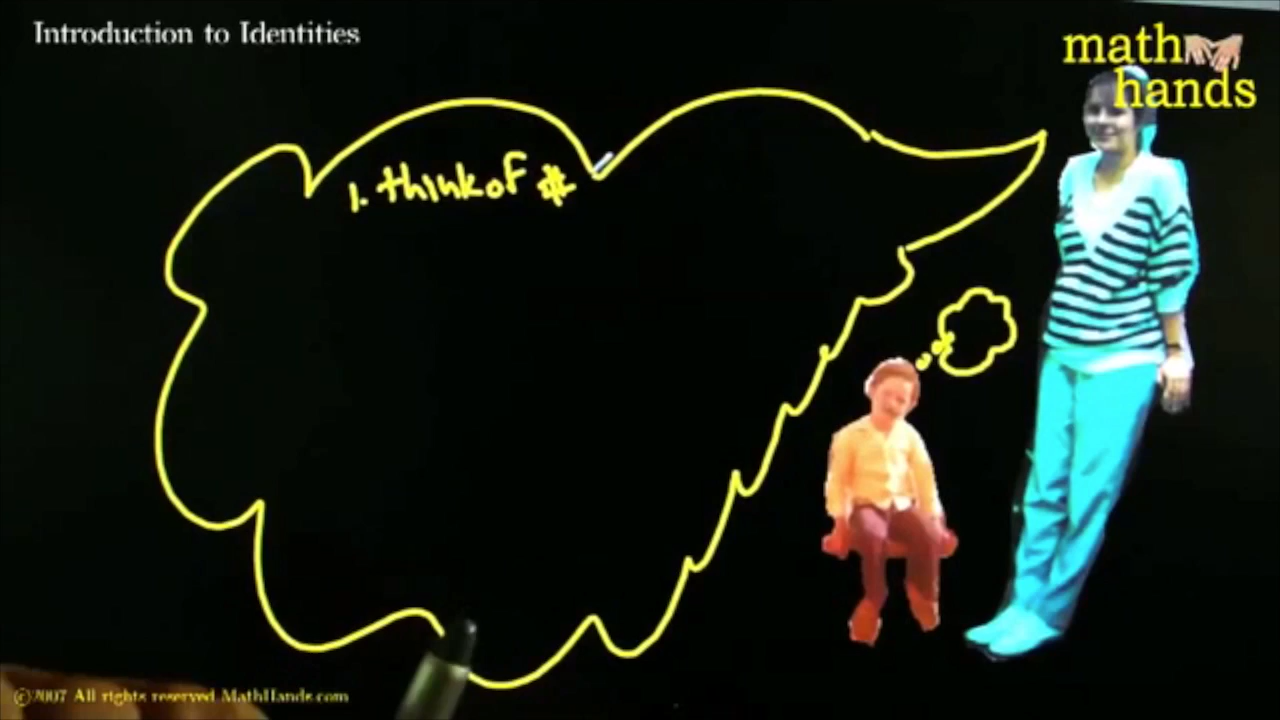 Introduction to Identities
math
hands
1. think of #
©2007 All rights reserved MathHands.com